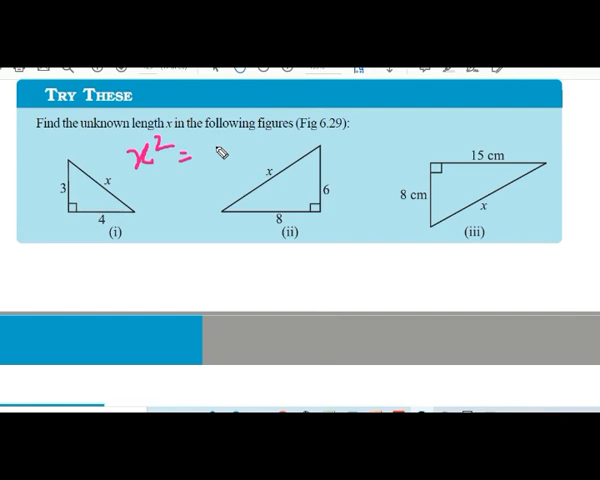 TRY THESE
Find the unknown length x in the following figures (Fig 6.29):
x² =
3
x
4
(i)
x
6
8
(ii)
15 cm
8 cm
x
(iii)